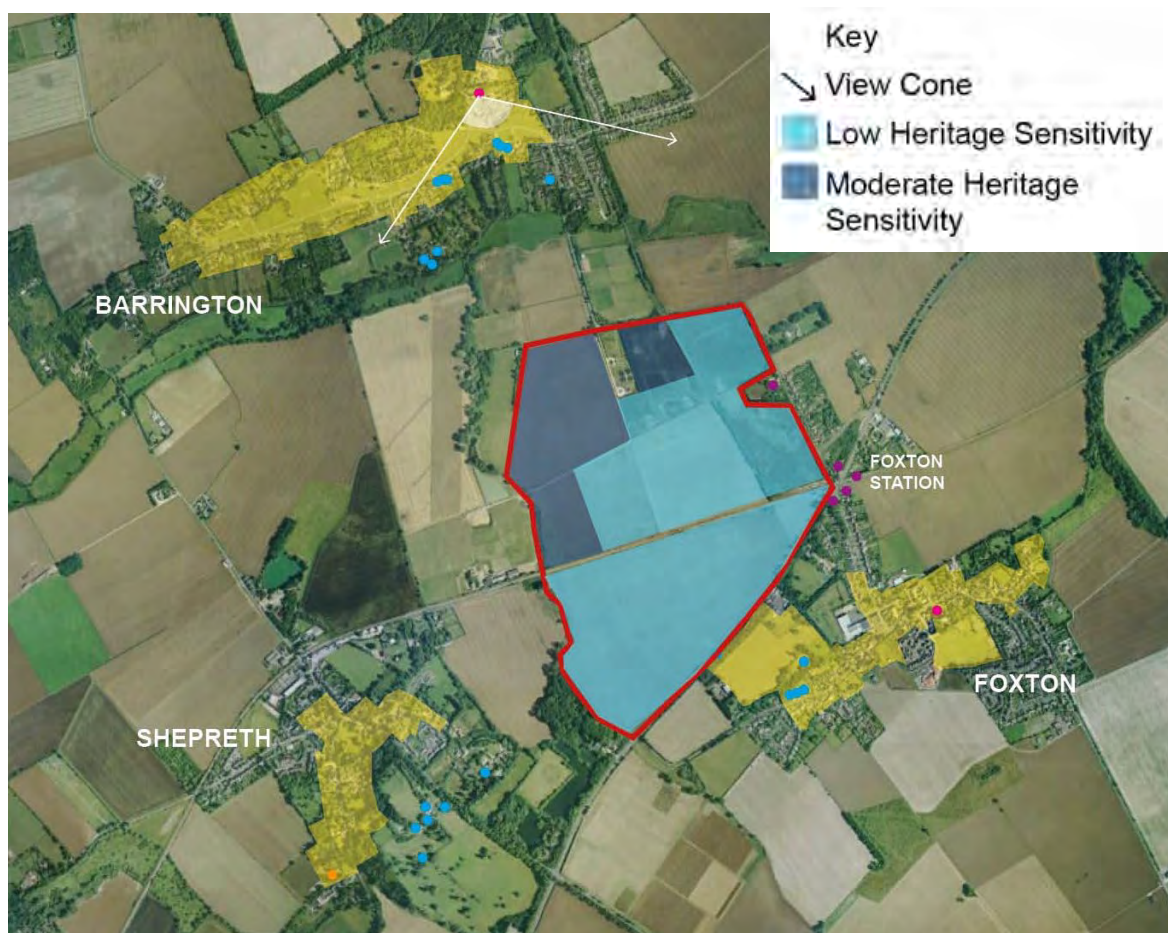 Key
View Cone
Low Heritage Sensitivity
Moderate Heritage
Sensitivity
BARRINGTON
FOXTON
STATION
FOXTON
SHEPRETH